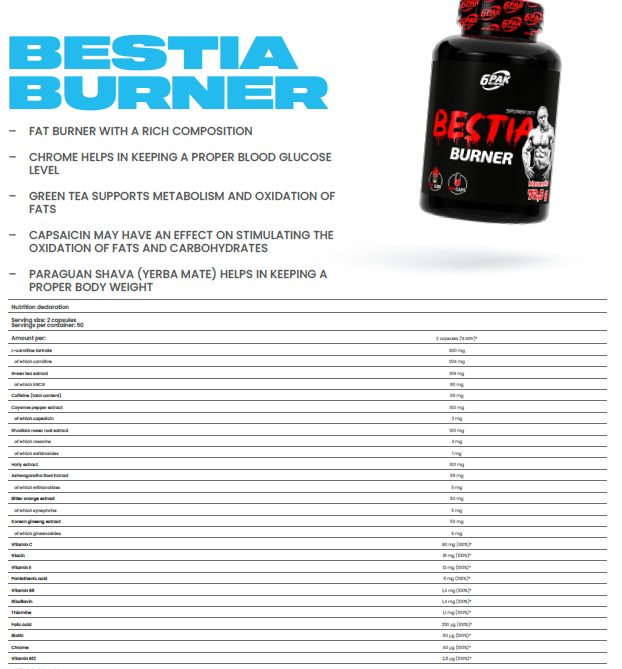 BESTIA
BURNER
6PAK
NUTRITION
SUPLEMENT DIETY
BESTIA
BURNER
– FAT BURNER WITH A RICH COMPOSITION
– CHROME HELPS IN KEEPING A PROPER BLOOD GLUCOSE
LEVEL
– GREEN TEA SUPPORTS METABOLISM AND OXIDATION OF
FATS
– CAPSAICIN MAY HAVE AN EFFECT ON STIMULATING THE
OXIDATION OF FATS AND CARBOHYDRATES
– PARAGUAN SHAVA (YERBA MATE) HELPS IN KEEPING A
PROPER BODY WEIGHT
Nutrition declaration
Serving size: 2 capsules
Servings per container: 60
Amount per: 2 capsules (% NRV)*
L-carnitine tartrate 300 mg
of which carnitine 204 mg
Green tea extract 109 mg
of which EGCG 60 mg
Caffeine (total content) 101 mg
Cayenne pepper extract 100 mg
of which capsaicin 2 mg
Rhodiola rosea root extract 100 mg
of which rosavins 3 mg
of which salidrosides 1 mg
Holly extract 100 mg
Ashwagandha Root Extract
of which withanolides 5 mg
Bitter orange extract 50 mg
of which synephrine 5 mg
Korean ginseng extract 50 mg
of which ginsenosides 5 mg
Vitamin C 80 mg (100%)*
Niacin 16 mg (100%)*
Vitamin E 12 mg (100%)*
Pantothenic acid 6 mg (100%)*
Vitamin B6 1,4 mg (100%)*
Riboflavin 1,4 mg (100%)*
Thiamine 1,1 mg (100%)*
Folic acid 200 µg (100%)*
Biotin 50 µg (100%)*
Chrome 40 µg (100%)*
Vitamin B12 2,5 µg (100%)*